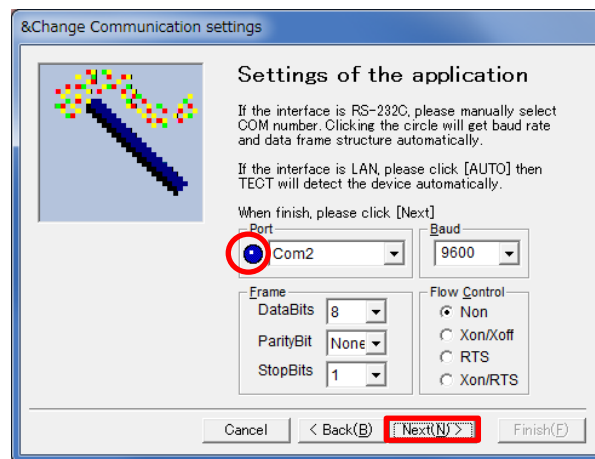 &Change Communication settings
Settings of the application
If the interface is RS-232C, please manually select
COM number. Clicking the circle will get baud rate
and data frame structure automatically.
If the interface is LAN, please click [AUTO] then
TECT will detect the device automatically.
When finish, please click [Next]
Port
Baud
Com2
9600
Frame
Flow Control
DataBits 8
Non
ParityBit None
Xon/Xoff
RTS
StopBits 1
Xon/RTS
Cancel
< Back(B)
Next(N) >
Finish(F)